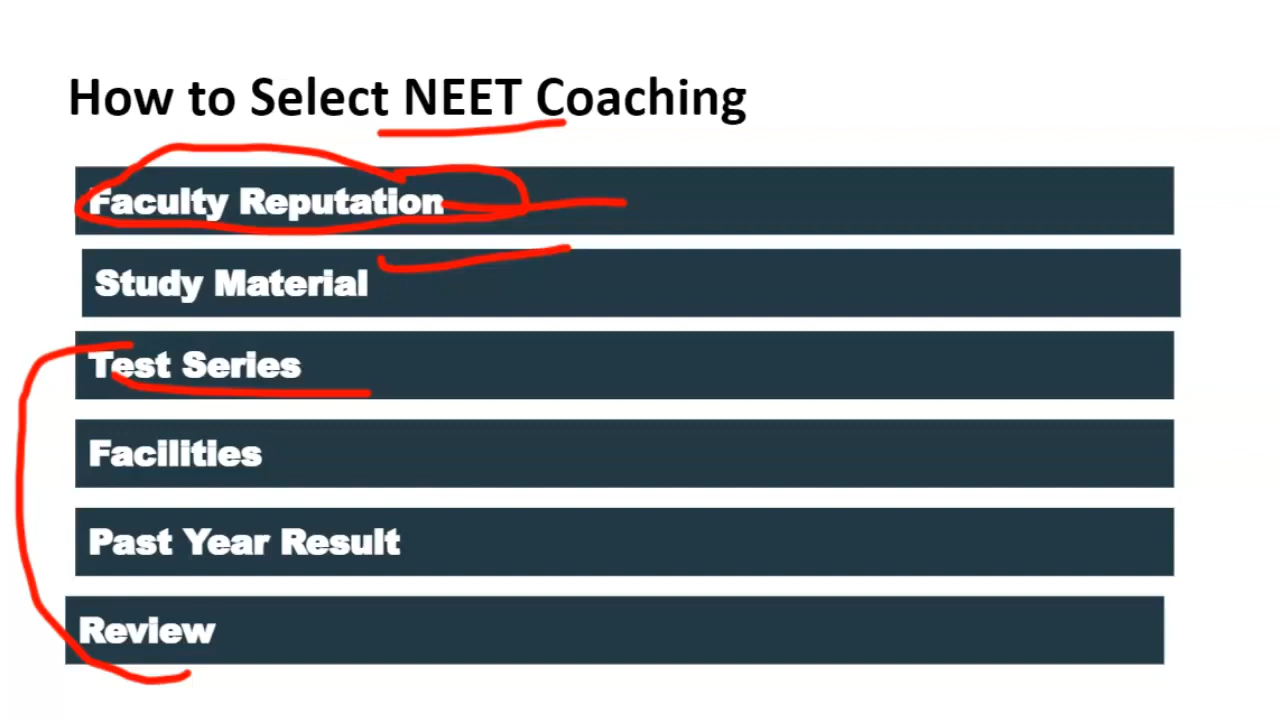 How to Select NEET Coaching
Faculty Reputation
Study Material
Test Series
Facilities
Past Year Result
Review